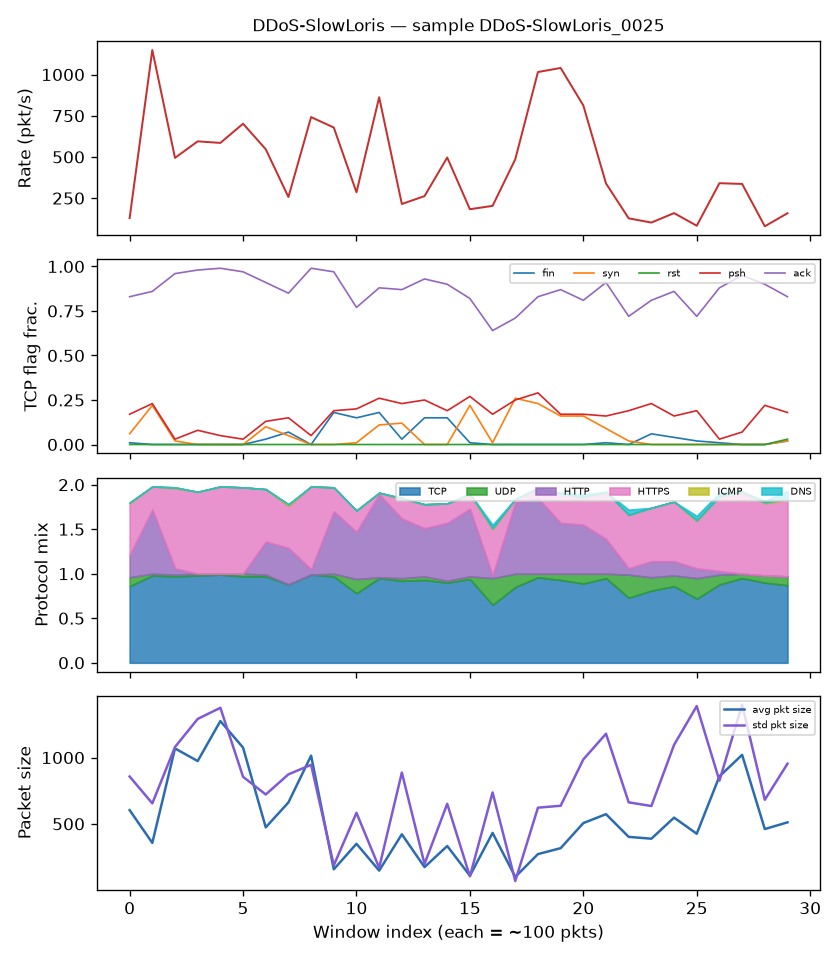 DDoS-SlowLoris — sample DDoS-SlowLoris_0025
Rate (pkt/s)
1000
750
500
250
TCP flag frac.
1.00
0.75
0.50
0.25
0.00
fin syn rst psh ack
Protocol mix
2.0
1.5
1.0
0.5
0.0
TCP UDP HTTP HTTPS ICMP DNS
Packet size
1000
500
avg pkt size
std pkt size
0 5 10 15 20 25 30
Window index (each = ~100 pkts)